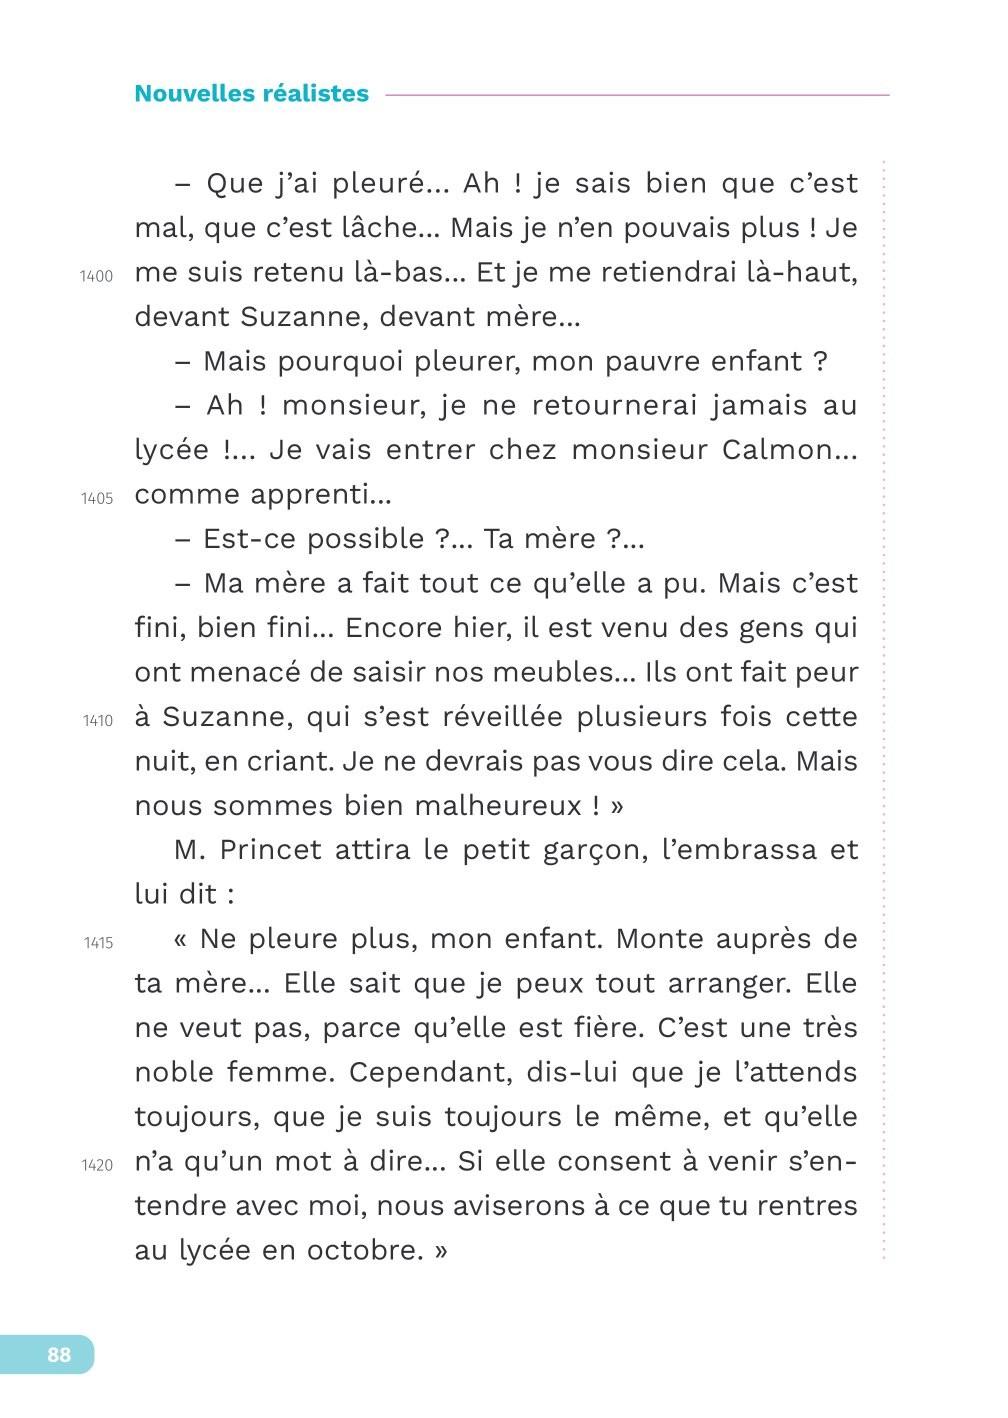 Nouvelles réalistes
– Que j’ai pleuré... Ah ! je sais bien que c’est
mal, que c’est lâche... Mais je n’en pouvais plus ! Je
1400 me suis retenu là-bas... Et je me retiendrai là-haut,
devant Suzanne, devant mère...
– Mais pourquoi pleurer, mon pauvre enfant ?
– Ah ! monsieur, je ne retournerai jamais au
lycée !... Je vais entrer chez monsieur Calmon...
1405 comme apprenti...
– Est-ce possible ?... Ta mère ?...
– Ma mère a fait tout ce qu’elle a pu. Mais c’est
fini, bien fini... Encore hier, il est venu des gens qui
ont menacé de saisir nos meubles... Ils ont fait peur
1410 à Suzanne, qui s’est réveillée plusieurs fois cette
nuit, en criant. Je ne devrais pas vous dire cela. Mais
nous sommes bien malheureux ! »
M. Princet attira le petit garçon, l’embrassa et
lui dit :
1415 « Ne pleure plus, mon enfant. Monte auprès de
ta mère... Elle sait que je peux tout arranger. Elle
ne veut pas, parce qu’elle est fière. C’est une très
noble femme. Cependant, dis-lui que je l’attends
toujours, que je suis toujours le même, et qu’elle
1420 n’a qu’un mot à dire... Si elle consent à venir s’en-
tendre avec moi, nous aviserons à ce que tu rentres
au lycée en octobre. »
88